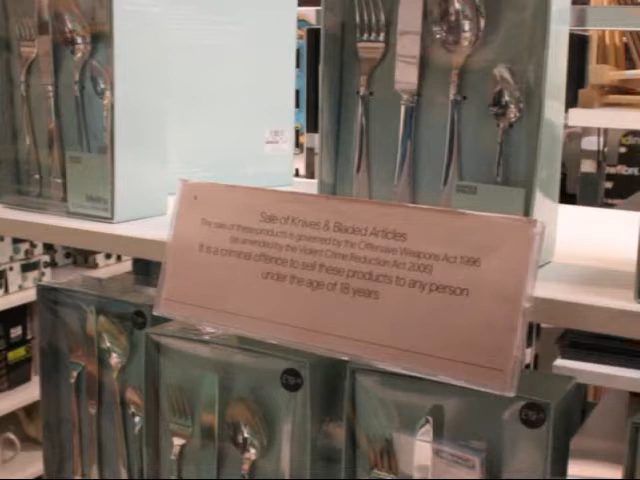 Sale of Knives & Bladed Articles
The sale of these products is governed by the Offensive Weapons Act 1996
(as amended by the Violent Crime Reduction Act 2006)
It is a criminal offence to sell these products to any person
under the age of 18 years